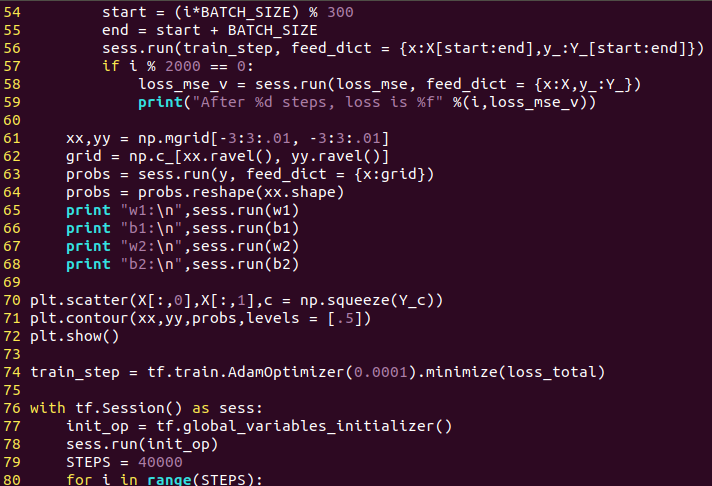 54         start = (i*BATCH_SIZE) % 300
55         end = start + BATCH_SIZE
56         sess.run(train_step, feed_dict = {x:X[start:end],y_:Y_[start:end]})
57         if i % 2000 == 0:
58             loss_mse_v = sess.run(loss_mse, feed_dict = {x:X,y_:Y_})
59             print("After %d steps, loss is %f" %(i,loss_mse_v))
60
61     xx,yy = np.mgrid[-3:3:.01, -3:3:.01]
62     grid = np.c_[xx.ravel(), yy.ravel()]
63     probs = sess.run(y, feed_dict = {x:grid})
64     probs = probs.reshape(xx.shape)
65     print "w1:\n",sess.run(w1)
66     print "b1:\n",sess.run(b1)
67     print "w2:\n",sess.run(w2)
68     print "b2:\n",sess.run(b2)
69
70 plt.scatter(X[:,0],X[:,1],c = np.squeeze(Y_c))
71 plt.contour(xx,yy,probs,levels = [.5])
72 plt.show()
73
74 train_step = tf.train.AdamOptimizer(0.0001).minimize(loss_total)
75
76 with tf.Session() as sess:
77     init_op = tf.global_variables_initializer()
78     sess.run(init_op)
79     STEPS = 40000
80     for i in range(STEPS):